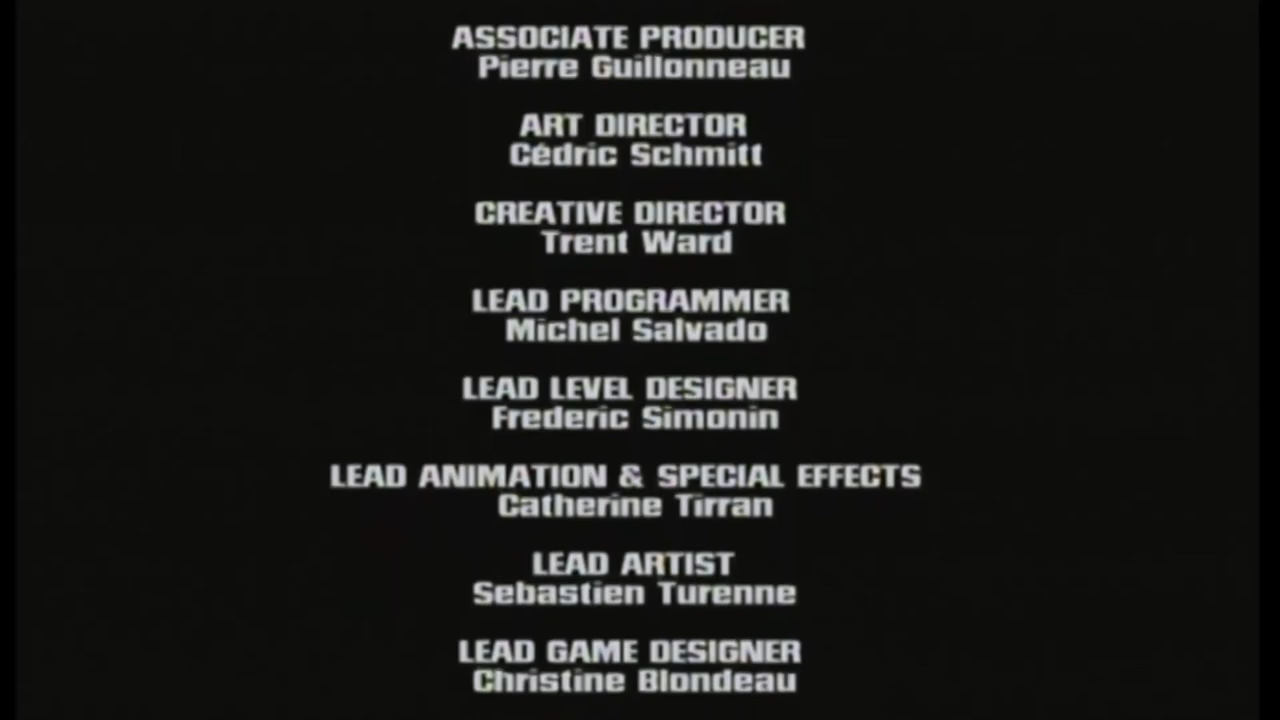 ASSOCIATE PRODUCER
Pierre Guillonneau
ART DIRECTOR
Cédric Schmitt
CREATIVE DIRECTOR
Trent Ward
LEAD PROGRAMMER
Michel Salvado
LEAD LEVEL DESIGNER
Frederic Simonin
LEAD ANIMATION & SPECIAL EFFECTS
Catherine Tirran
LEAD ARTIST
Sebastien Turenne
LEAD GAME DESIGNER
Christine Blondeau